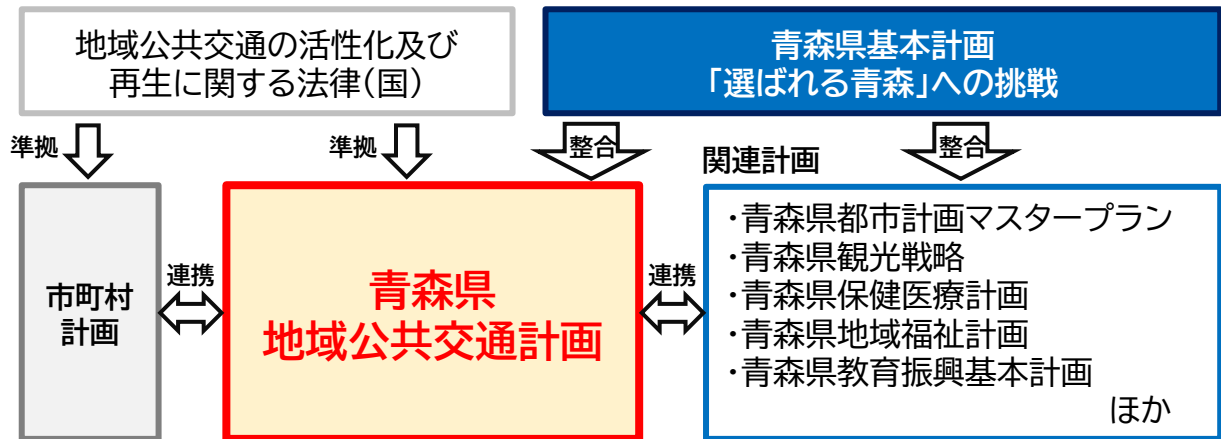 地域公共交通の活性化及び
再生に関する法律（国）
青森県基本計画
「選ばれる青森」への挑戦
準拠
準拠
整合
整合
関連計画
市町村
計画
連携
青森県
地域公共交通計画
連携
・青森県都市計画マスタープラン
・青森県観光戦略
・青森県保健医療計画
・青森県地域福祉計画
・青森県教育振興基本計画
ほか